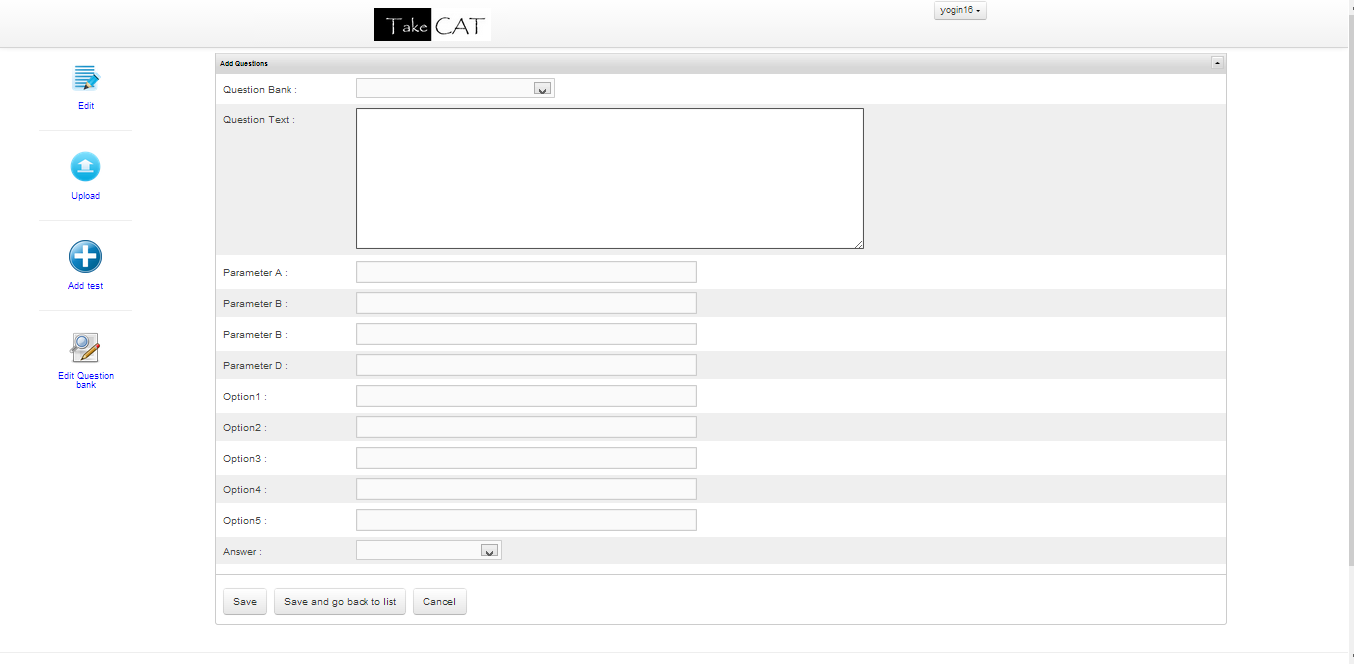 Take CAT
yogin16
Edit
Upload
Add test
Edit Question
bank
Add Questions
Question Bank :
Question Text :
Parameter A :
Parameter B :
Parameter B :
Parameter D :
Option1 :
Option2 :
Option3 :
Option4 :
Option5 :
Answer :
Save
Save and go back to list
Cancel